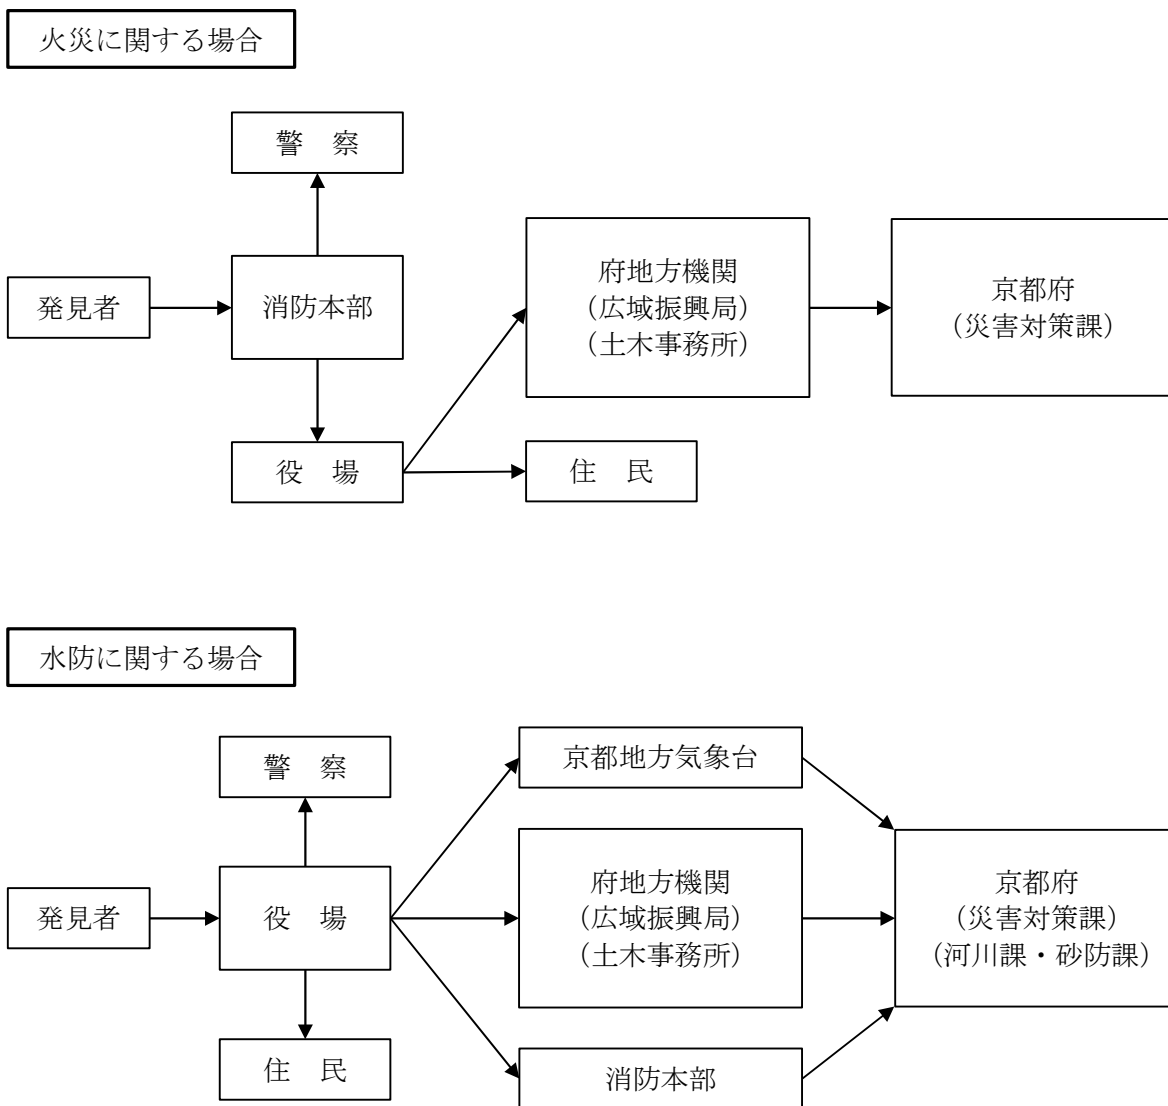 火災に関する場合
警　察
発見者
消防本部
府地方機関
（広域振興局）
（土木事務所）
京都府
（災害対策課）
役　場
住　民
水防に関する場合
警　察
京都地方気象台
発見者
役　場
府地方機関
（広域振興局）
（土木事務所）
京都府
（災害対策課）
（河川課・砂防課）
住　民
消防本部